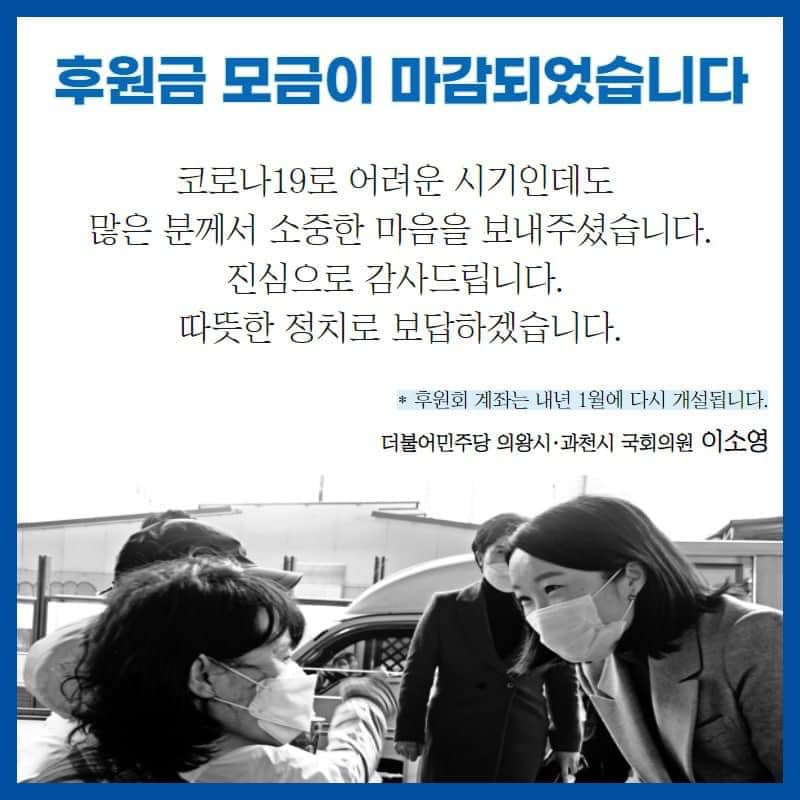 후원금 모금이 마감되었습니다
코로나19로 어려운 시기인데도
많은 분께서 소중한 마음을 보내주셨습니다.
진심으로 감사드립니다.
따뜻한 정치로 보답하겠습니다.
* 후원회 계좌는 내년 1월에 다시 개설됩니다.
더불어민주당 의왕시·과천시 국회의원 이소영